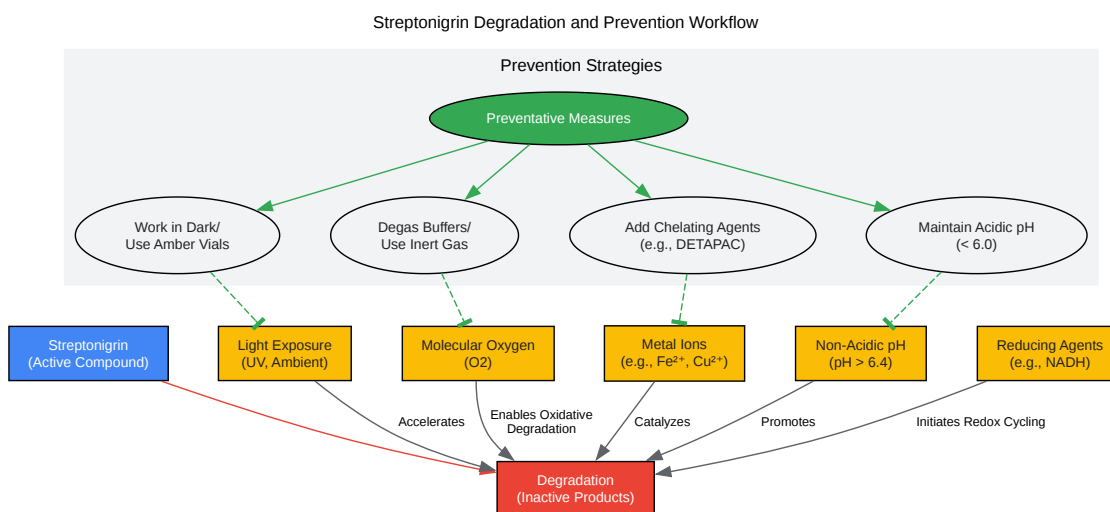 Streptonigrin Degradation and Prevention Workflow
Prevention Strategies
Preventative Measures
Work in Dark/
Use Amber Vials
Degas Buffers/
Use Inert Gas
Add Chelating Agents
(e.g., DETAPAC)
Maintain Acidic pH
(< 6.0)
Streptonigrin
(Active Compound)
Light Exposure
(UV, Ambient)
Molecular Oxygen
(O2)
Metal Ions
(e.g., Fe²⁺, Cu²⁺)
Non-Acidic pH
(pH > 6.4)
Reducing Agents
(e.g., NADH)
Accelerates
Enables Oxidative
Degradation
Catalyzes
Promotes
Initiates Redox Cycling
Degradation
(Inactive Products)